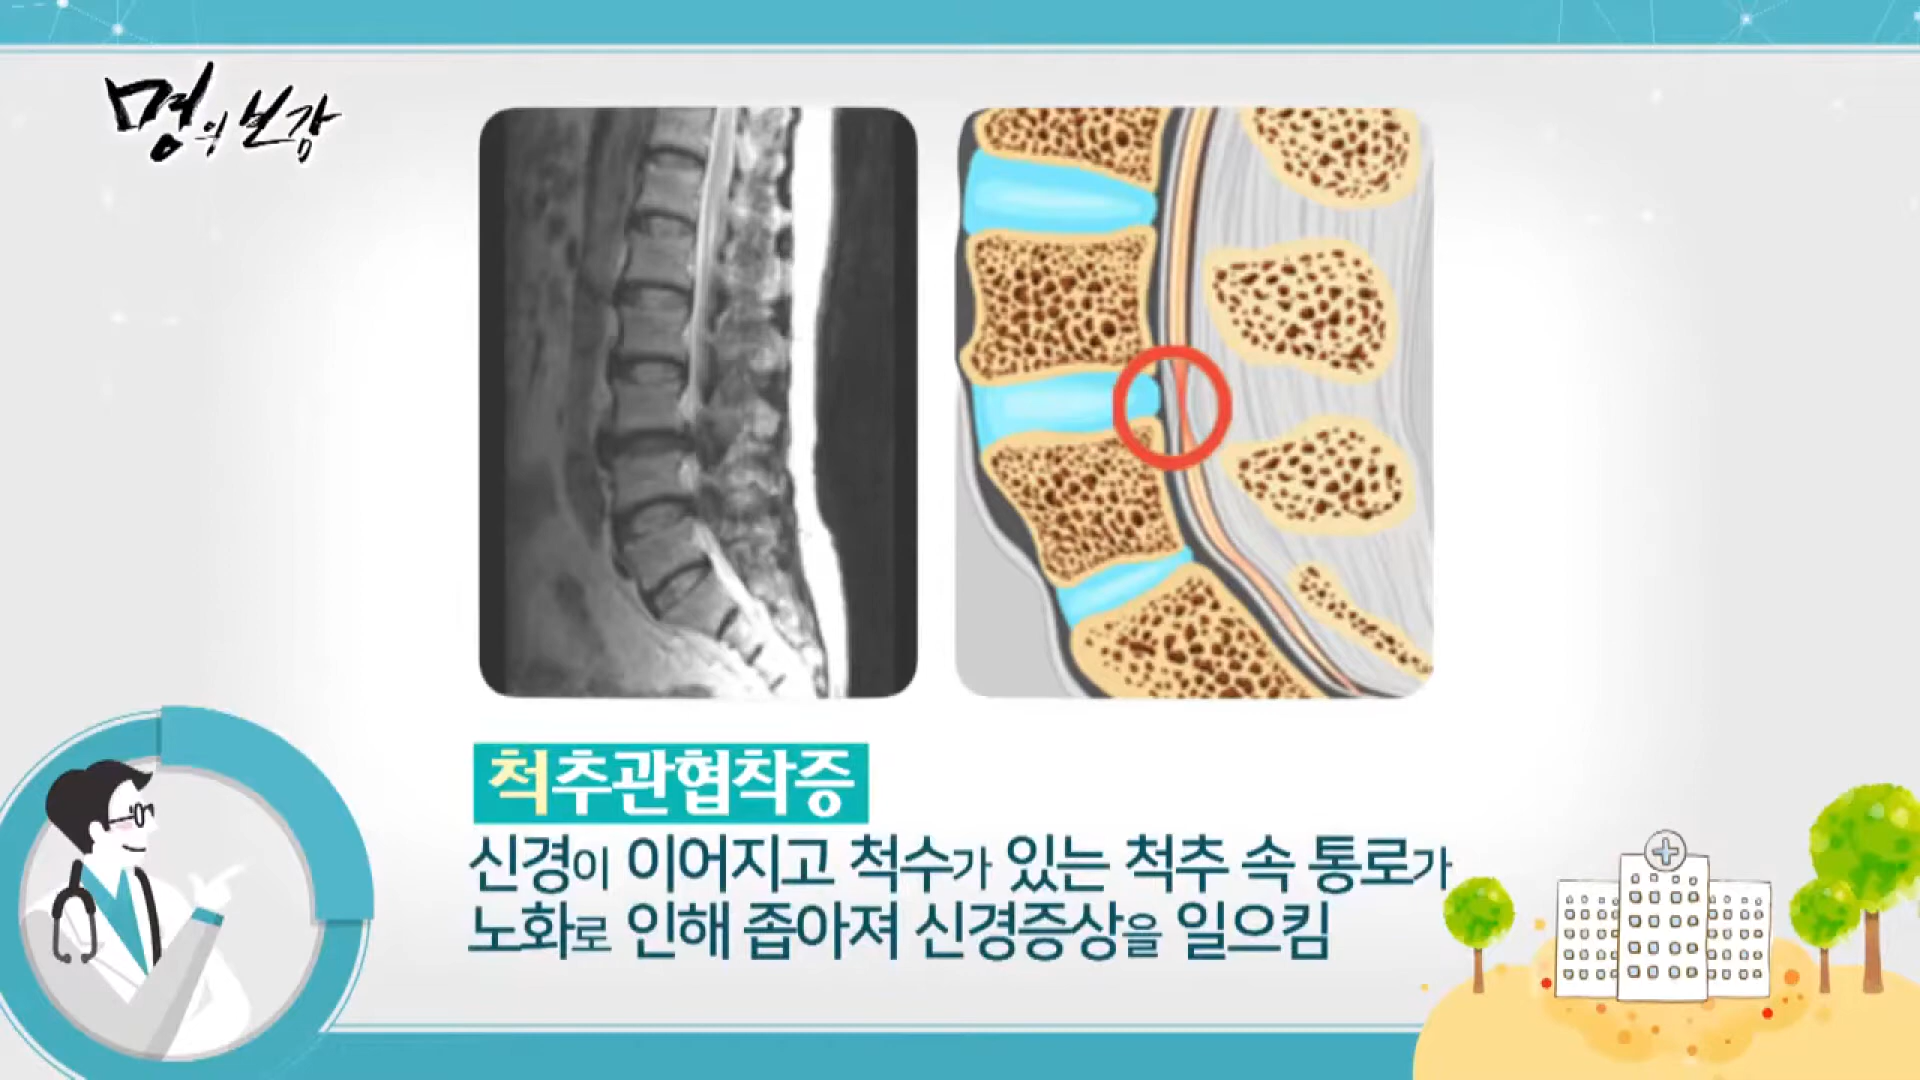 명의보감
척추관협착증
신경이 이어지고 척수가 있는 척추 속 통로가
노화로 인해 좁아져 신경증상을 일으킴